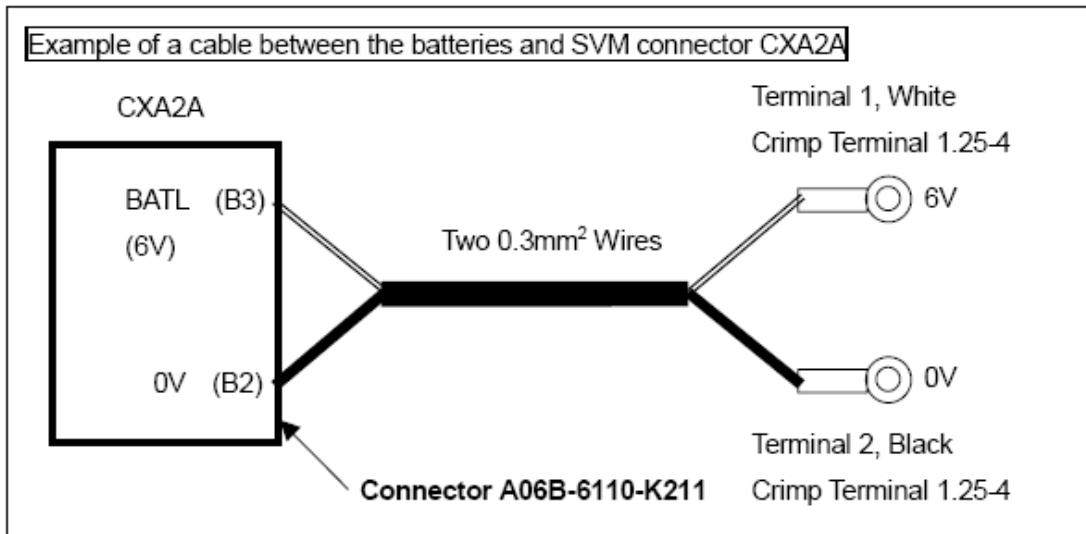 Example of a cable between the batteries and SVM connector CXA2A
CXA2A
Terminal 1, White
Crimp Terminal 1.25-4
BATL (B3)
6V
(6V)
Two 0.3mm² Wires
0V (B2)
0V
Terminal 2, Black
Connector A06B-6110-K211
Crimp Terminal 1.25-4